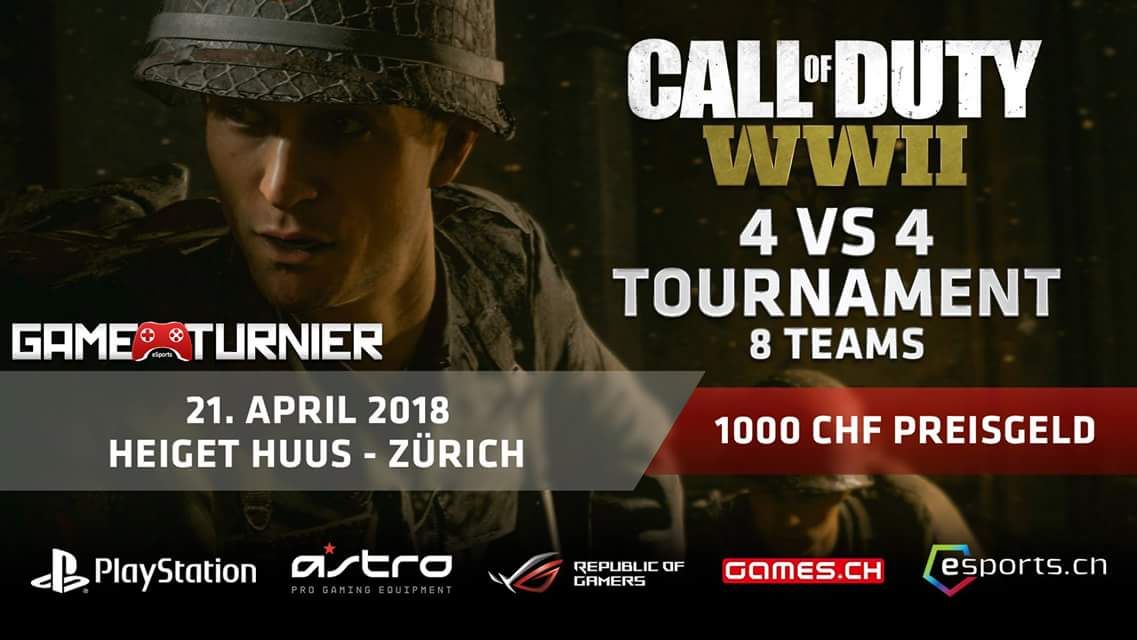 CALL OF DUTY
WWII
4 VS 4
TOURNAMENT
8 TEAMS
GAME TURNIER
eSports
21. APRIL 2018
HEIGET HUUS - ZÜRICH
1000 CHF PREISGELD
PlayStation
astro
PRO GAMING EQUIPMENT
REPUBLIC OF
GAMERS
GAMES.CH
esports.ch